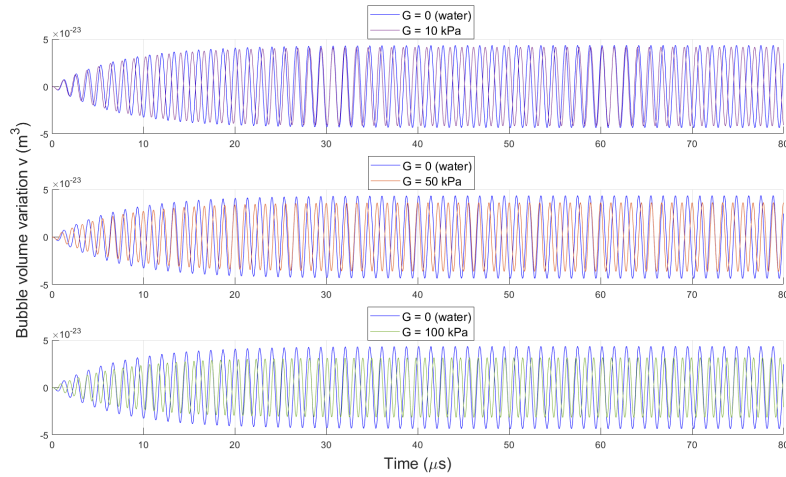 G = 0 (water)
G = 10 kPa
×10⁻²³
5
0
-5
0 10 20 30 40 50 60 70 80
G = 0 (water)
G = 50 kPa
×10⁻²³
5
0
-5
0 10 20 30 40 50 60 70 80
Bubble volume variation v (m³)
G = 0 (water)
G = 100 kPa
×10⁻²³
5
0
-5
0 10 20 30 40 50 60 70 80
Time (μs)